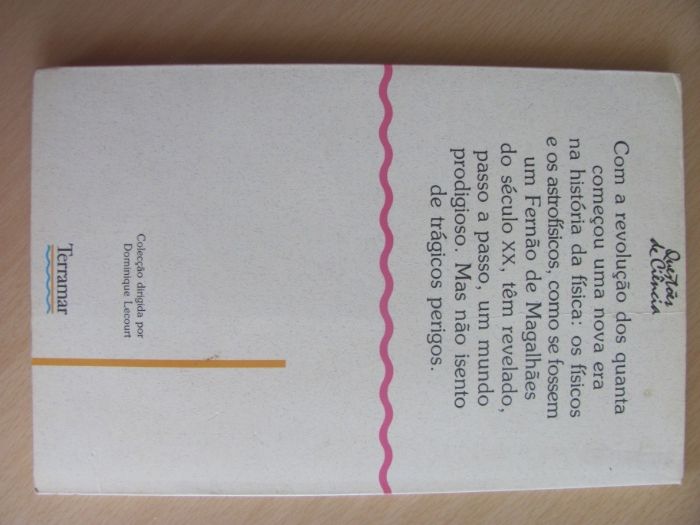 Questões
de Ciência
Com a revolução dos quanta
começou uma nova era
na história da física: os físicos
e os astrofísicos, como se fossem
um Fernão de Magalhães
do século XX, têm revelado,
passo a passo, um mundo
prodigioso. Mas não isento
de trágicos perigos.
Colecção dirigida por
Dominique Lecourt
Terramar